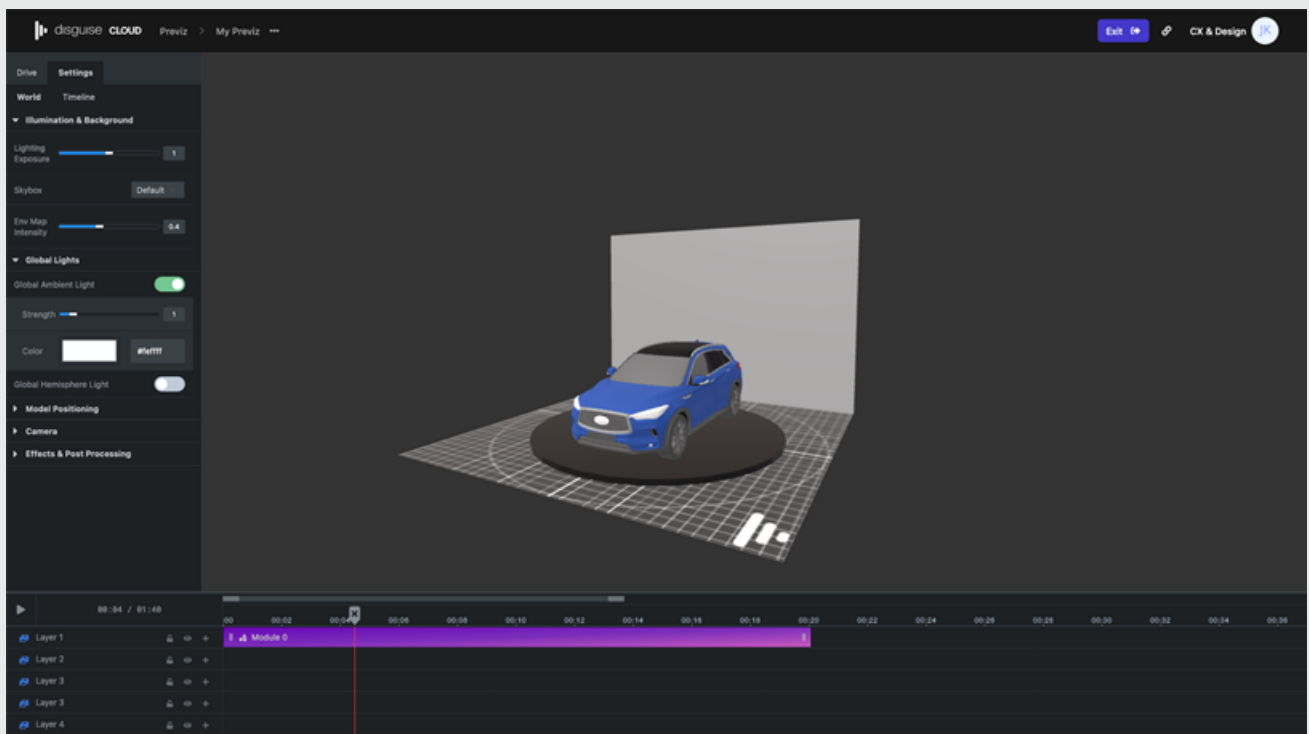 disguise CLOUD Previz > My Previz ••• Exit CX & Design JK
Drive Settings
World Timeline
Illumination & Background
Lighting Exposure 1
Skybox Default
Env Map Intensity 0.4
Global Lights
Global Ambient Light
Strength 1
Color #feffff
Global Hemisphere Light
Model Positioning
Camera
Effects & Post Processing
00:04 / 01:40
:00 00:02 00:04 00:06 00:08 00:10 00:12 00:14 00:16 00:18 00:20 00:22 00:24 00:26 00:28 00:30 00:32 00:34 00:36
Layer 1 Module 0
Layer 2
Layer 3
Layer 3
Layer 4